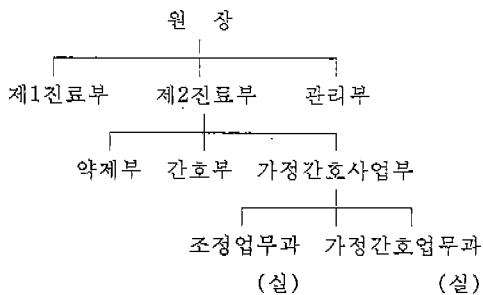 원 장
제1진료부 제2진료부 관리부
약제부 간호부 가정간호사업부
조정업무과 가정간호업무과
(실) (실)